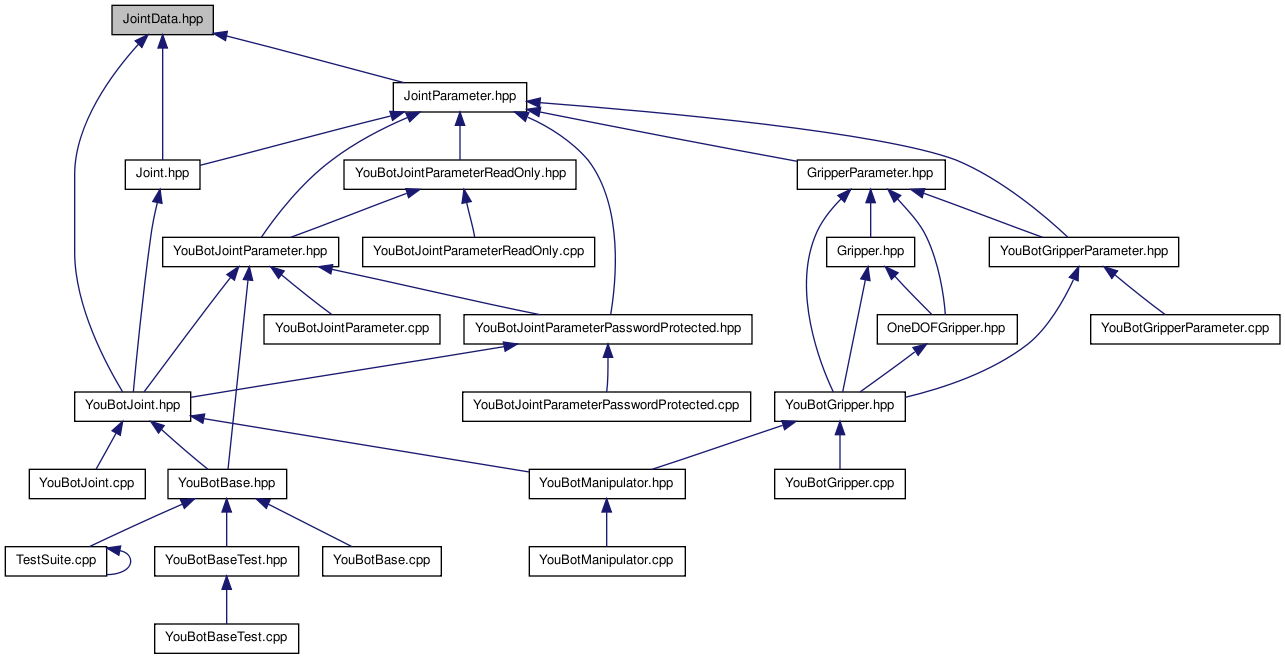 JointData.hpp
JointParameter.hpp
Joint.hpp
YouBotJointParameterReadOnly.hpp
GripperParameter.hpp
YouBotJointParameter.hpp
YouBotJointParameterReadOnly.cpp
Gripper.hpp
YouBotGripperParameter.hpp
YouBotJointParameter.cpp
YouBotJointParameterPasswordProtected.hpp
OneDOFGripper.hpp
YouBotGripperParameter.cpp
YouBotJoint.hpp
YouBotJointParameterPasswordProtected.cpp
YouBotGripper.hpp
YouBotJoint.cpp
YouBotBase.hpp
YouBotManipulator.hpp
YouBotGripper.cpp
TestSuite.cpp
YouBotBaseTest.hpp
YouBotBase.cpp
YouBotManipulator.cpp
YouBotBaseTest.cpp